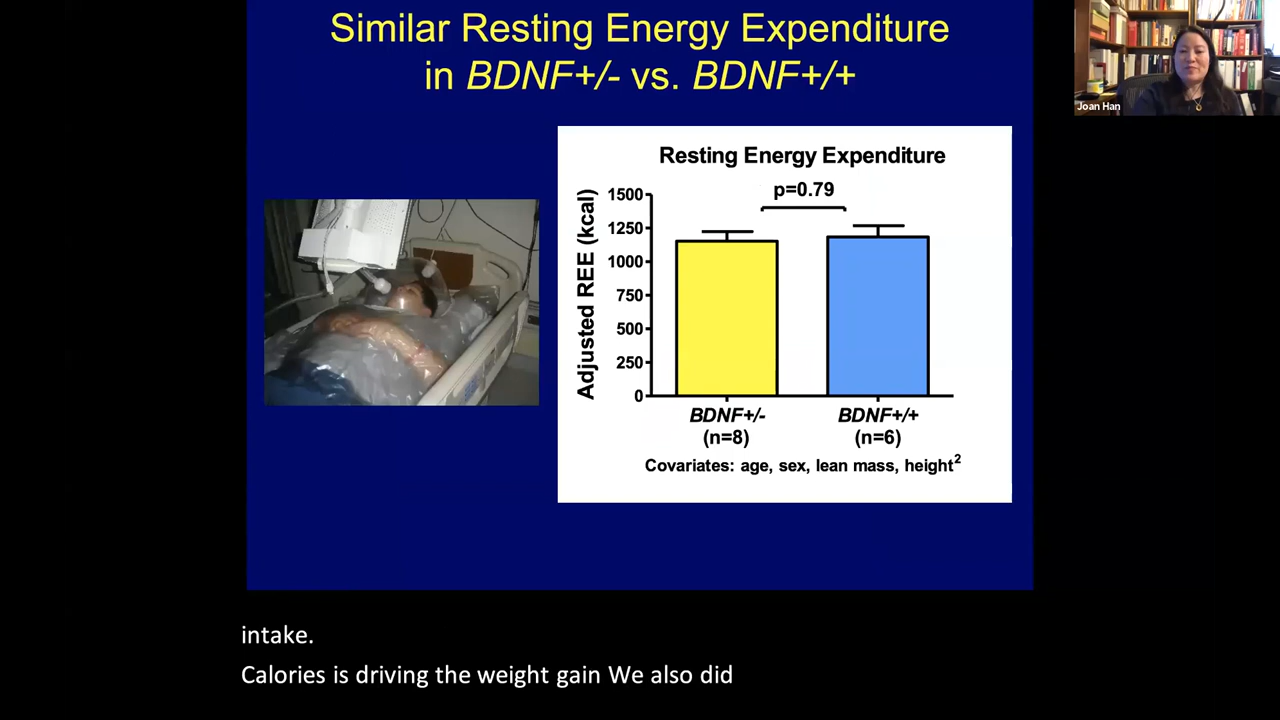 Similar Resting Energy Expenditure
in BDNF+/- vs. BDNF+/+
Joan Han
Resting Energy Expenditure
p=0.79
Adjusted REE (kcal)
1500
1250
1000
750
500
250
0
BDNF+/-
(n=8)
BDNF+/+
(n=6)
Covariates: age, sex, lean mass, height²
intake.
Calories is driving the weight gain We also did